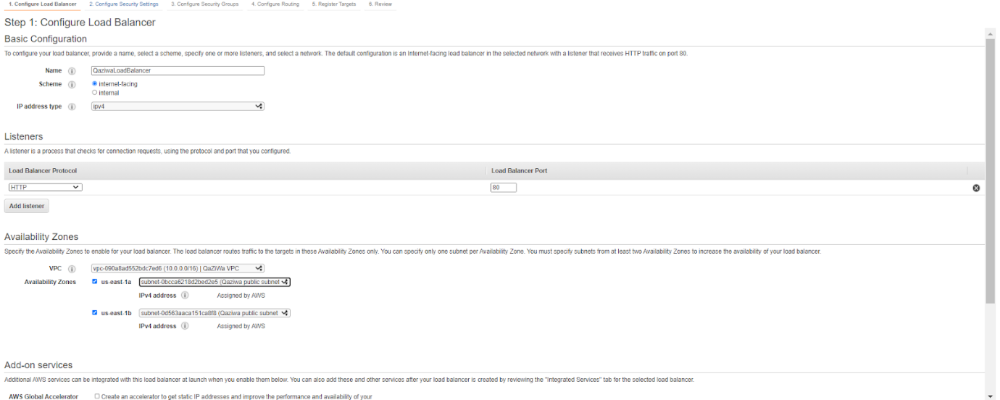 1. Configure Load Balancer 2. Configure Security Settings 3. Configure Security Groups 4. Configure Routing 5. Register Targets 6. Review
Step 1: Configure Load Balancer
Basic Configuration
To configure your load balancer, provide a name, select a scheme, specify one or more listeners, and select a network. The default configuration is an Internet-facing load balancer in the selected network with a listener that receives HTTP traffic on port 80.
Name i QaziwaLoadBalancer
Scheme i internet-facing
internal
IP address type i ipv4
Listeners
A listener is a process that checks for connection requests, using the protocol and port that you configured.
Load Balancer Protocol Load Balancer Port
HTTP 80
Add listener
Availability Zones
Specify the Availability Zones to enable for your load balancer. The load balancer routes traffic to the targets in these Availability Zones only. You can specify only one subnet per Availability Zone. You must specify subnets from at least two Availability Zones to increase the availability of your load balancer.
VPC i vpc-090a8ad552bdc7ed6 (10.0.0.0/16) | QaZiWa VPC
Availability Zones us-east-1a subnet-0bcca6218d2bed2e5 (Qaziwa public subnet
IPv4 address i Assigned by AWS
us-east-1b subnet-0d563aaca151ca8f8 (Qaziwa public subnet
IPv4 address i Assigned by AWS
Add-on services
Additional AWS services can be integrated with this load balancer at launch when you enable them below. You can also add these and other services after your load balancer is created by reviewing the "Integrated Services" tab for the selected load balancer.
AWS Global Accelerator Create an accelerator to get static IP addresses and improve the performance and availability of your